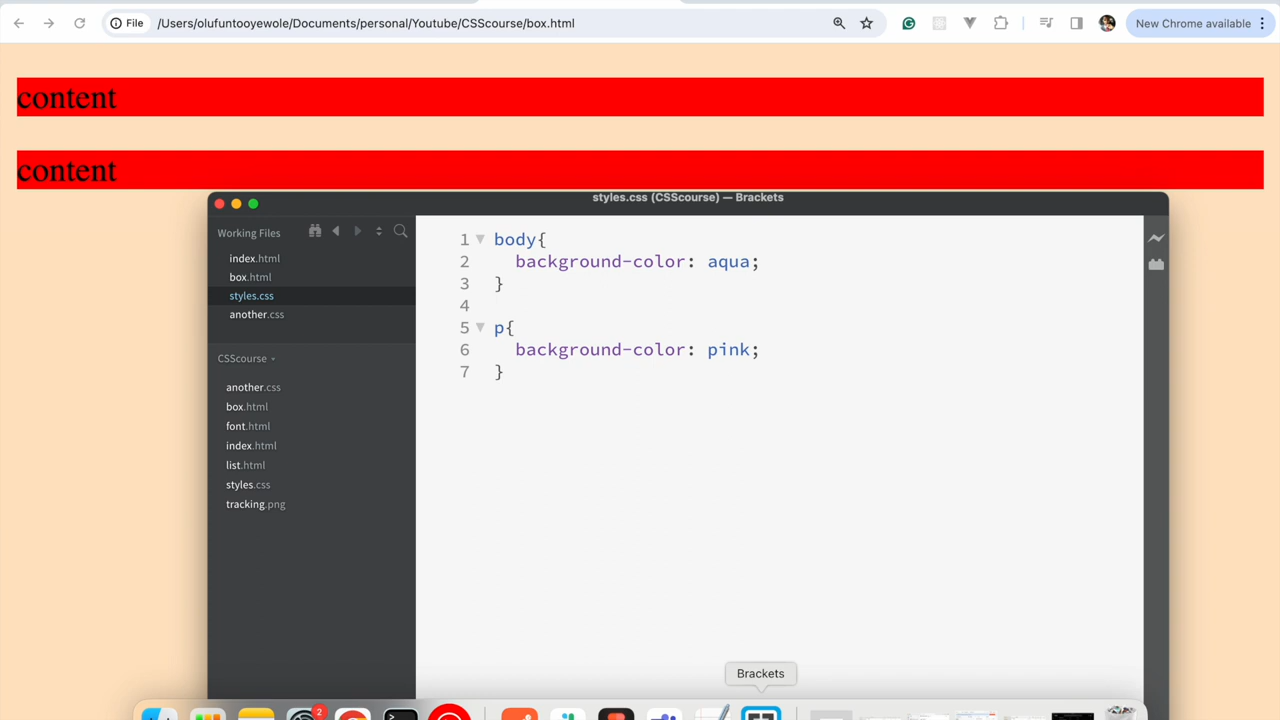 File
/Users/olufuntooyewole/Documents/personal/Youtube/CSScourse/box.html
New Chrome available
content
content
styles.css (CSScourse) — Brackets
Working Files
index.html
box.html
styles.css
another.css
CSScourse
another.css
box.html
font.html
index.html
list.html
styles.css
tracking.png
1 body{
2 background-color: aqua;
3 }
4
5 p{
6 background-color: pink;
7 }
Brackets
2